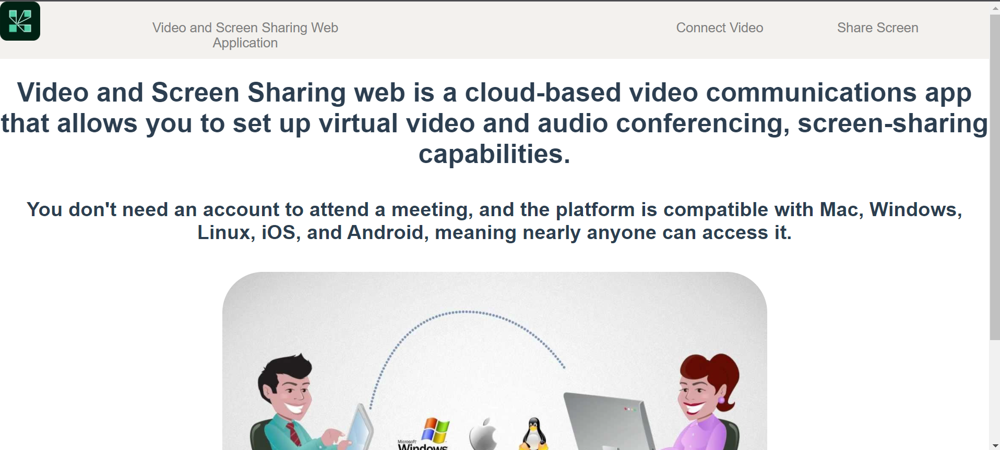 Video and Screen Sharing Web
Application
Connect Video
Share Screen
Video and Screen Sharing web is a cloud-based video communications app
that allows you to set up virtual video and audio conferencing, screen-sharing
capabilities.
You don't need an account to attend a meeting, and the platform is compatible with Mac, Windows,
Linux, iOS, and Android, meaning nearly anyone can access it.
Microsoft
Windows